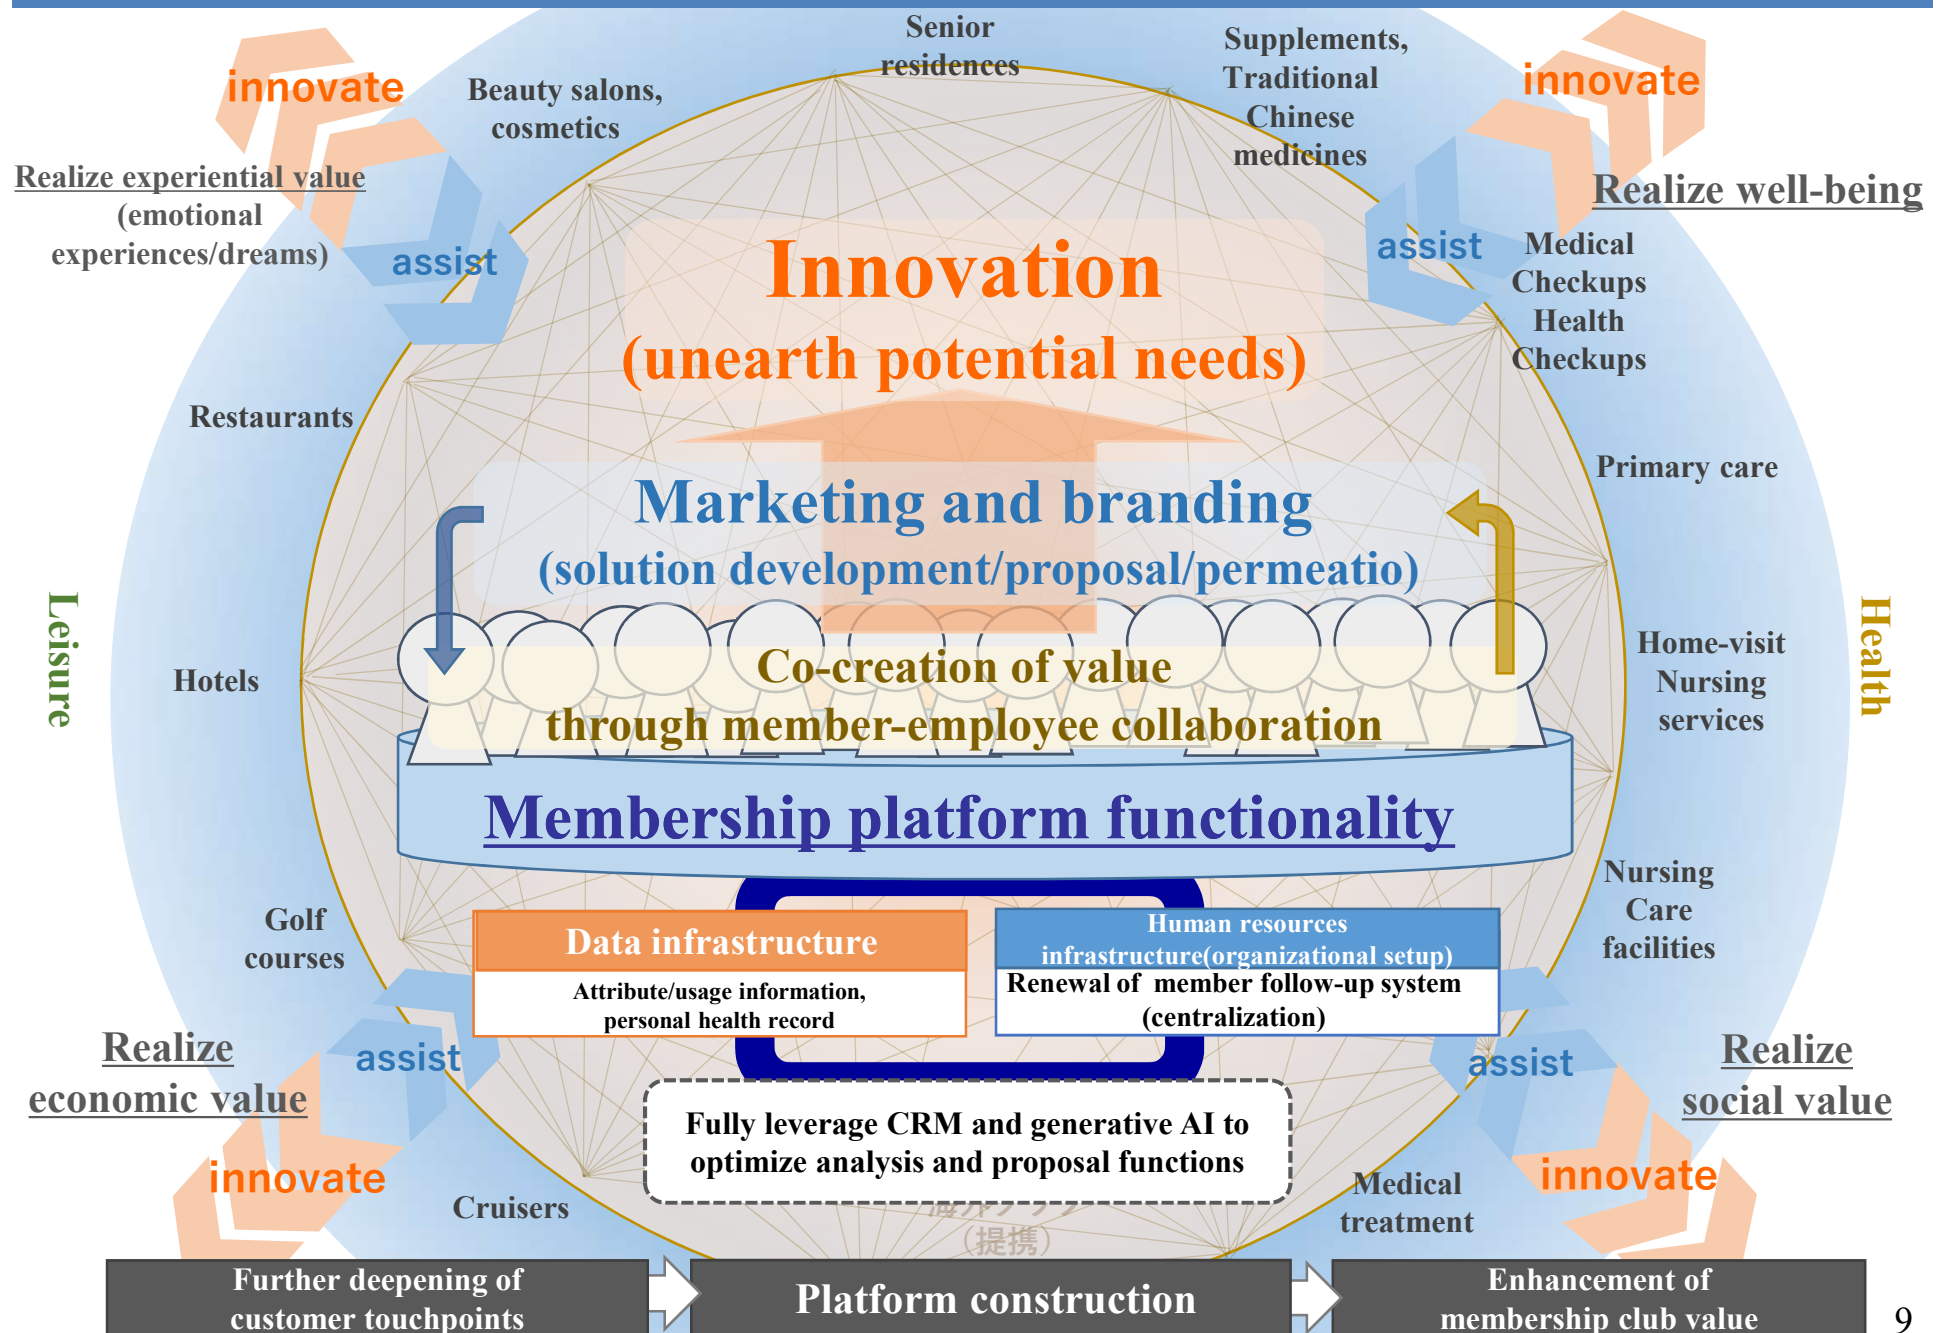 Senior
residences
Supplements,
Traditional
Chinese
medicines
innovate
Beauty salons,
cosmetics
innovate
Realize experiential value
(emotional
experiences/dreams)
assist
Realize well-being
assist
Medical
Checkups
Health
Checkups
Innovation
(unearth potential needs)
Restaurants
Primary care
Marketing and branding
(solution development/proposal/permeatio)
Leisure
Health
Hotels
Home-visit
Nursing
services
Co-creation of value
through member-employee collaboration
Membership platform functionality
Golf
courses
Nursing
Care
facilities
Data infrastructure
Attribute/usage information,
personal health record
Human resources
infrastructure(organizational setup)
Renewal of member follow-up system
(centralization)
Realize
economic value
assist
assist
Realize
social value
Fully leverage CRM and generative AI to
optimize analysis and proposal functions
innovate
Cruisers
Medical
treatment
innovate
(提携)
Further deepening of
customer touchpoints
Platform construction
Enhancement of
membership club value
9